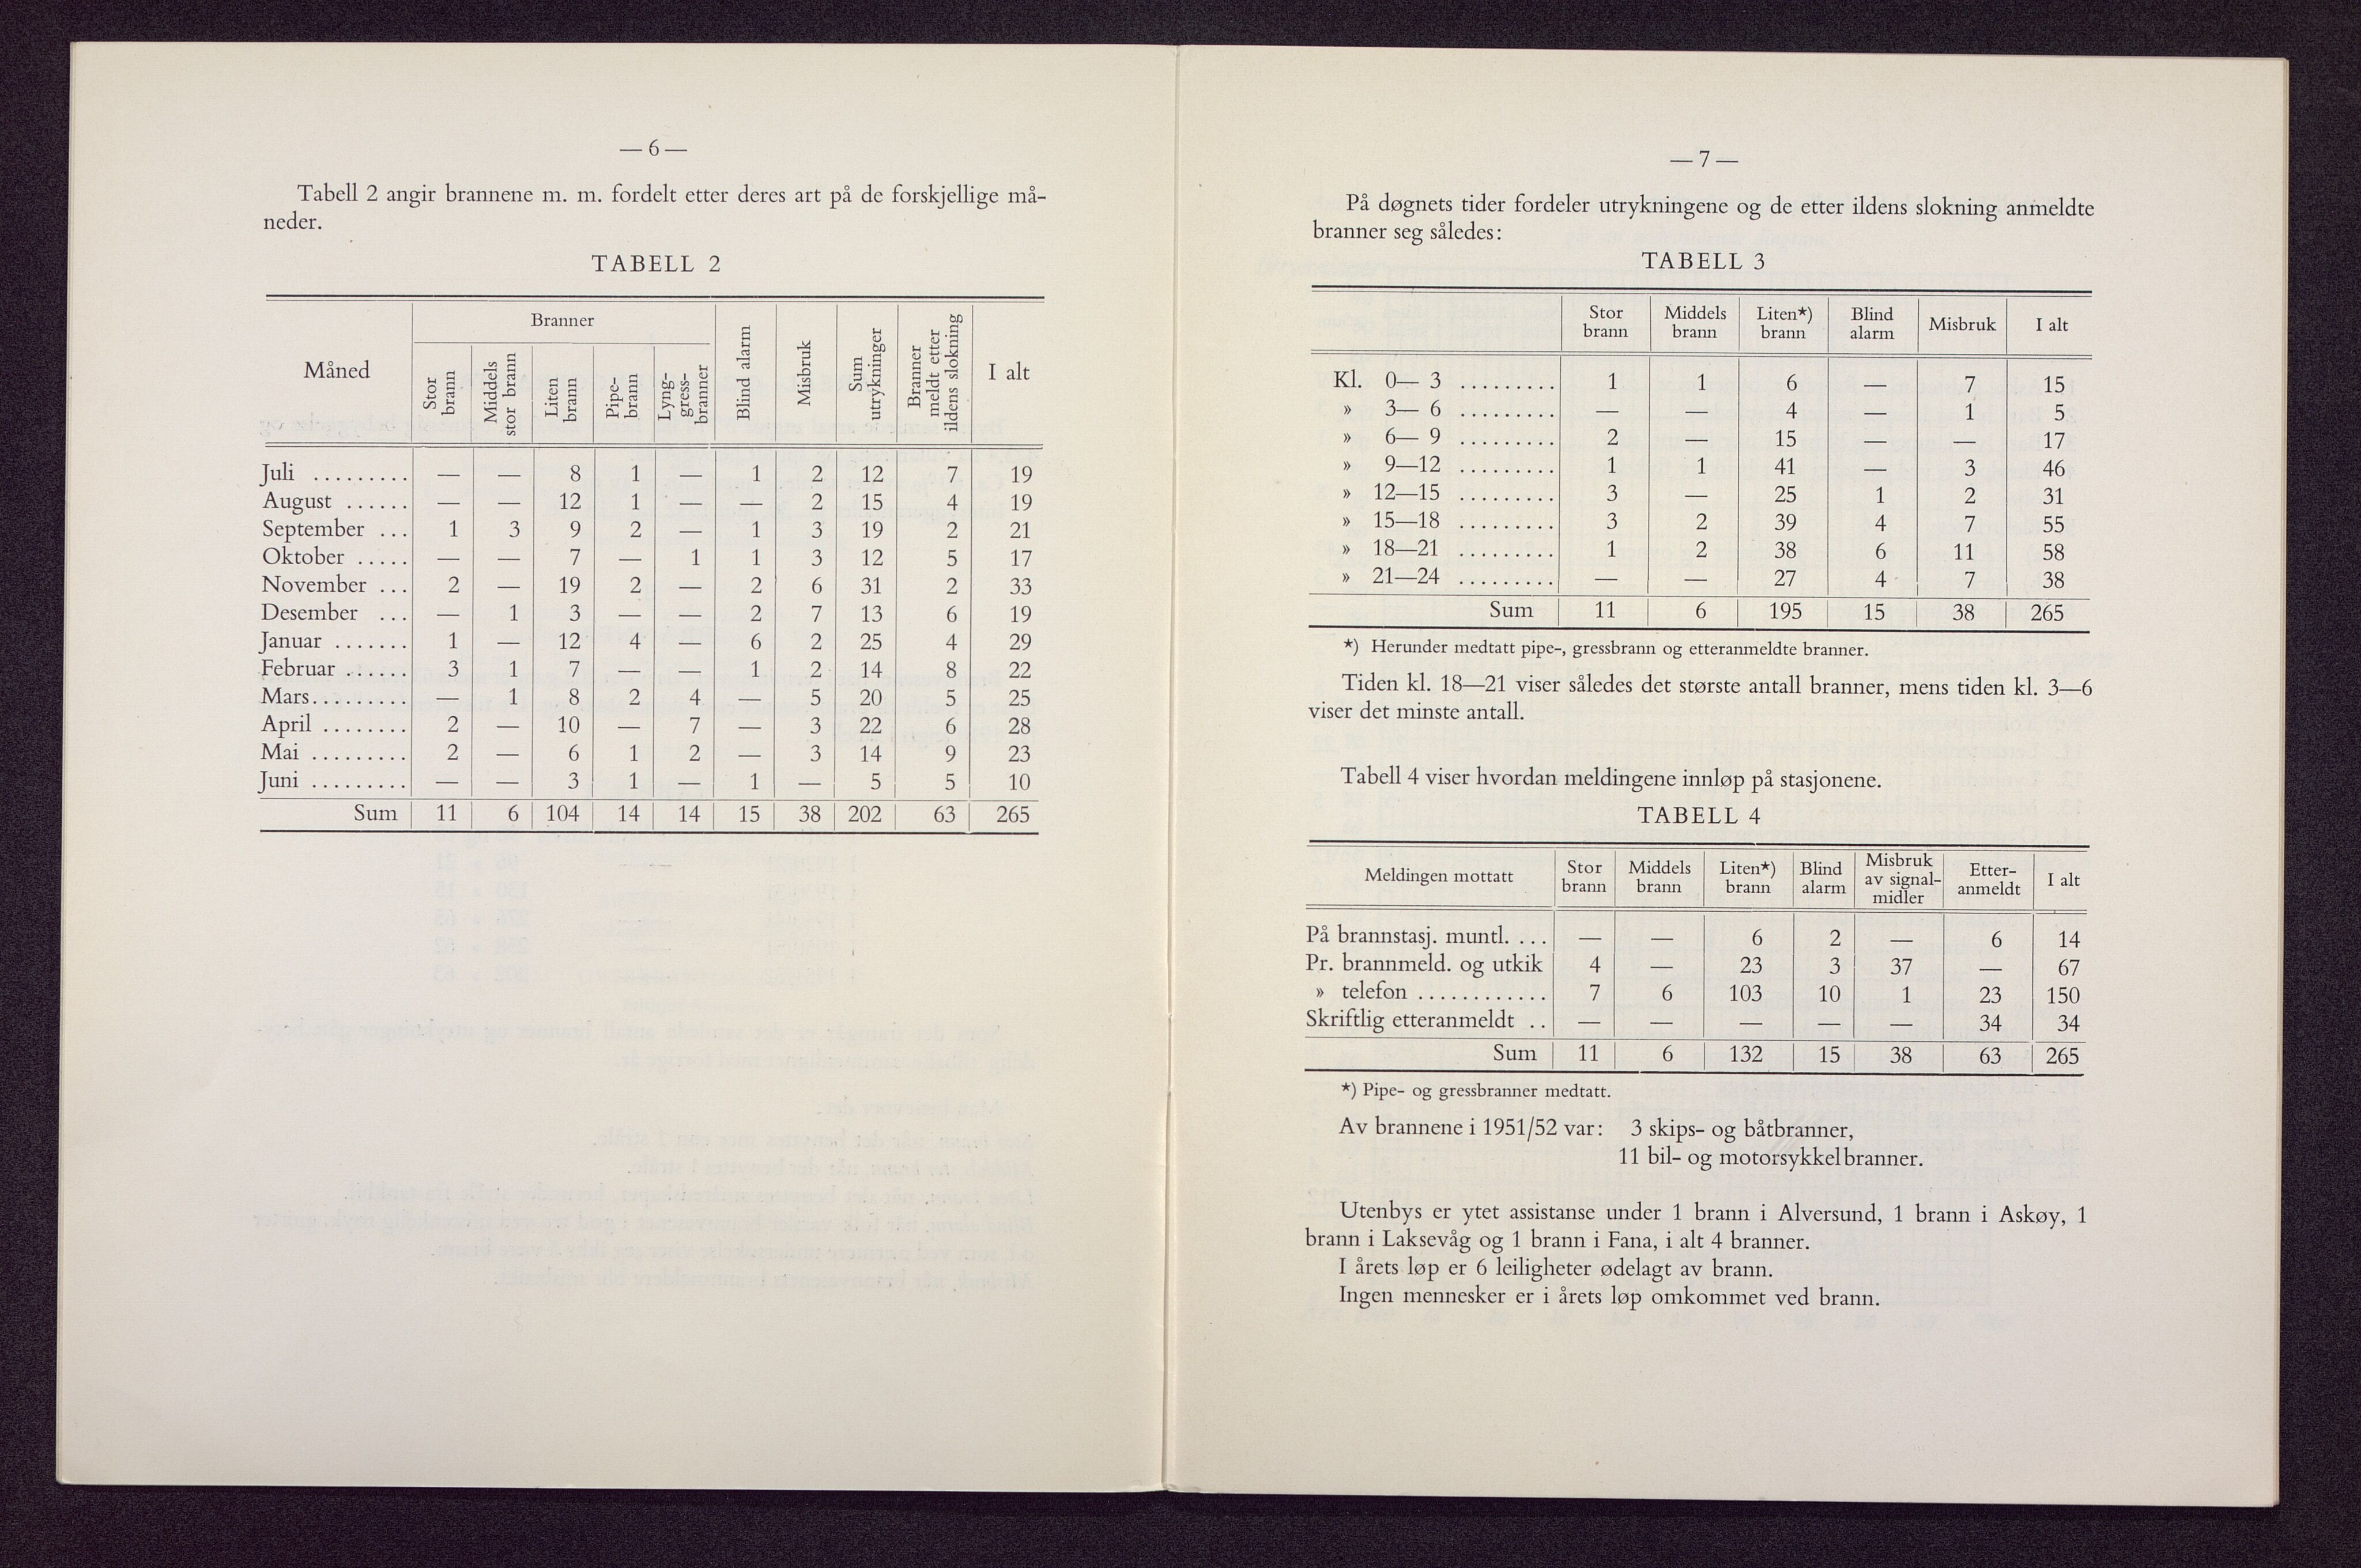 — 6 —
Tabell 2 angir brannene m. m. fordelt etter deres art på de forskjellige må-
neder.
TABELL 2
Måned | Branner | Blind alarm | Misbruk | Sum utrykninger | Branner meldt etter ildens slokning | I alt
Stor brann | Middels stor brann | Liten brann | Pipe- brann | Lyng- gress- branner
Juli ......... — — 8 1 — 1 2 12 7 19
August ...... — — 12 1 — — 2 15 4 19
September ... 1 3 9 2 — 1 3 19 2 21
Oktober ..... — — 7 — 1 1 3 12 5 17
November ... 2 — 19 2 — 2 6 31 2 33
Desember ... — 1 3 — — 2 7 13 6 19
Januar ....... 1 — 12 4 — 6 2 25 4 29
Februar ...... 3 1 7 — — 1 2 14 8 22
Mars......... — 1 8 2 4 — 5 20 5 25
April ........ 2 — 10 — 7 — 3 22 6 28
Mai ......... 2 — 6 1 2 — 3 14 9 23
Juni ......... — — 3 1 — 1 — 5 5 10
Sum 11 6 104 14 14 15 38 202 63 265
— 7 —
På døgnets tider fordeler utrykningene og de etter ildens slokning anmeldte
branner seg således:
TABELL 3
Stor brann | Middels brann | Liten*) brann | Blind alarm | Misbruk | I alt
Kl. 0— 3 ......... 1 1 6 — 7 15
» 3— 6 ......... — — 4 — 1 5
» 6— 9 ......... 2 — 15 — — 17
» 9—12 ......... 1 1 41 — 3 46
» 12—15 ......... 3 — 25 1 2 31
» 15—18 ......... 3 2 39 4 7 55
» 18—21 ......... 1 2 38 6 11 58
» 21—24 ......... — — 27 4 7 38
Sum 11 6 195 15 38 265
*) Herunder medtatt pipe-, gressbrann og etteranmeldte branner.
Tiden kl. 18—21 viser således det største antall branner, mens tiden kl. 3—6
viser det minste antall.
Tabell 4 viser hvordan meldingene innløp på stasjonene.
TABELL 4
Meldingen mottatt | Stor brann | Middels brann | Liten*) brann | Blind alarm | Misbruk av signal- midler | Etter- anmeldt | I alt
På brannstasj. muntl. ... — — 6 2 — 6 14
Pr. brannmeld. og utkik 4 — 23 3 37 — 67
» telefon ............ 7 6 103 10 1 23 150
Skriftlig etteranmeldt .. — — — — — 34 34
Sum 11 6 132 15 38 63 265
*) Pipe- og gressbranner medtatt.
Av brannene i 1951/52 var: 3 skips- og båtbranner,
11 bil- og motorsykkelbranner.
Utenbys er ytet assistanse under 1 brann i Alversund, 1 brann i Askøy, 1
brann i Laksevåg og 1 brann i Fana, i alt 4 branner.
I årets løp er 6 leiligheter ødelagt av brann.
Ingen mennesker er i årets løp omkommet ved brann.